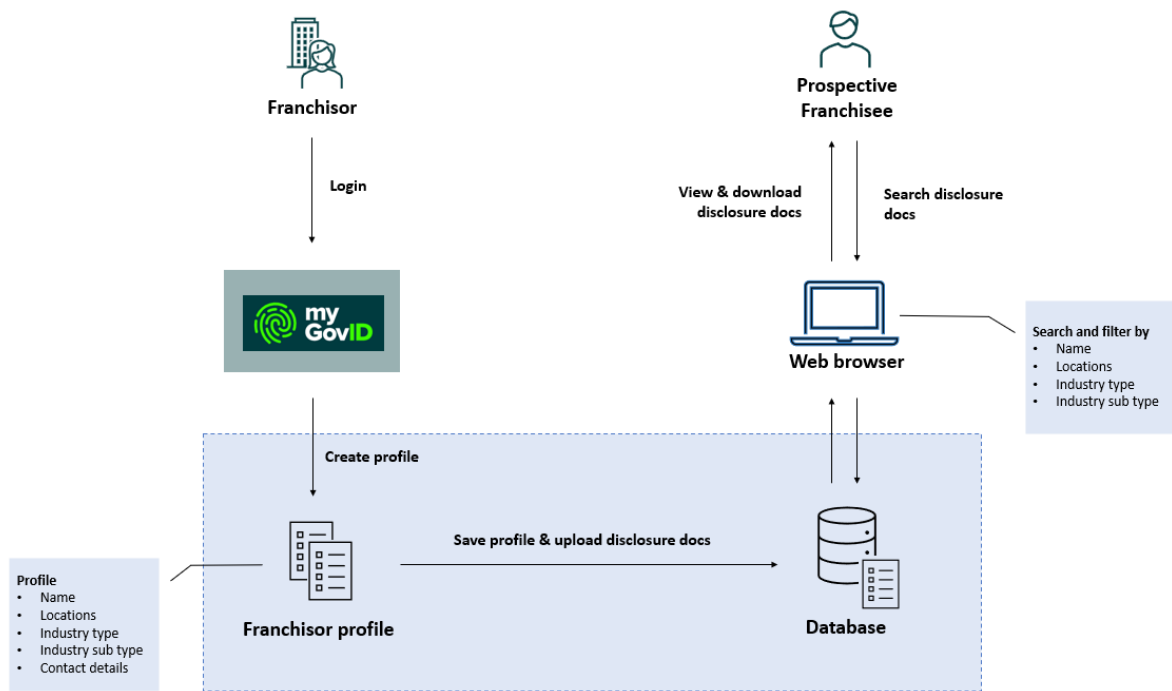 Franchisor
Prospective
Franchisee
Login
View & download
disclosure docs
Search disclosure
docs
my
GovID
Web browser
Search and filter by
• Name
• Locations
• Industry type
• Industry sub type
Create profile
Save profile & upload disclosure docs
Profile
• Name
• Locations
• Industry type
• Industry sub type
• Contact details
Franchisor profile
Database